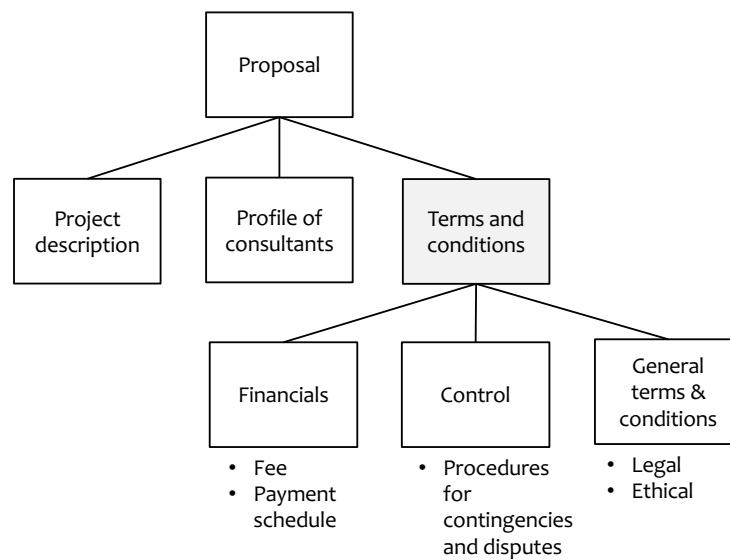 Proposal
Project
description
Profile of
consultants
Terms and
conditions
Financials
Control
General
terms &
conditions
• Fee
• Payment
schedule
• Procedures
for
contingencies
and disputes
• Legal
• Ethical